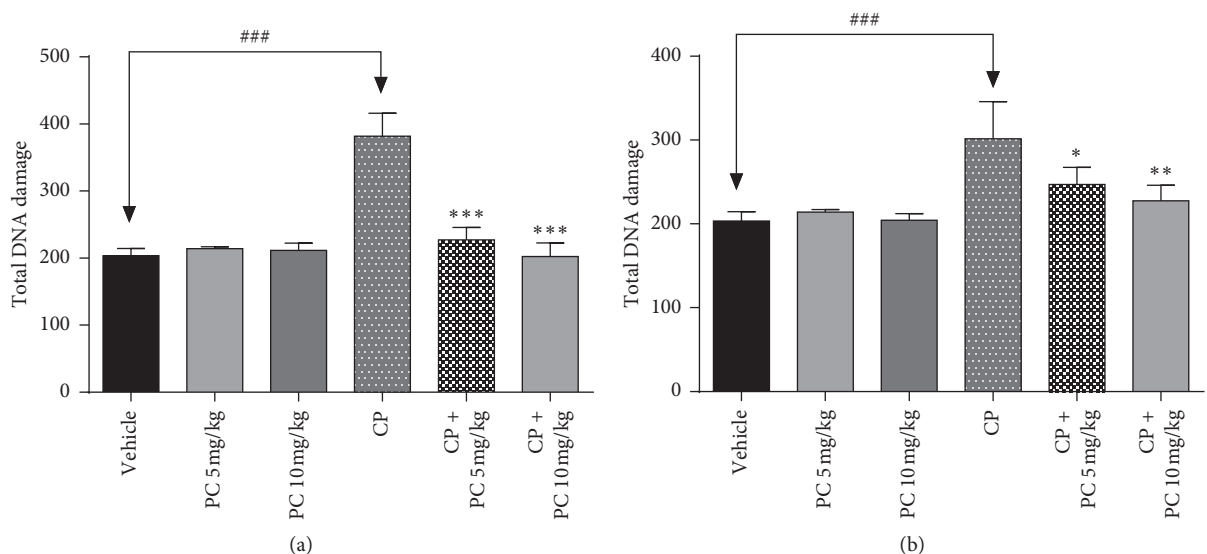 ###
500
400
300
200
100
0
Total DNA damage
***
***
Vehicle
PC 5 mg/kg
PC 10 mg/kg
CP
CP +
PC 5 mg/kg
CP +
PC 10 mg/kg
(a)
###
400
300
200
100
0
Total DNA damage
*
**
Vehicle
PC 5 mg/kg
PC 10 mg/kg
CP
CP +
PC 5 mg/kg
CP +
PC 10 mg/kg
(b)